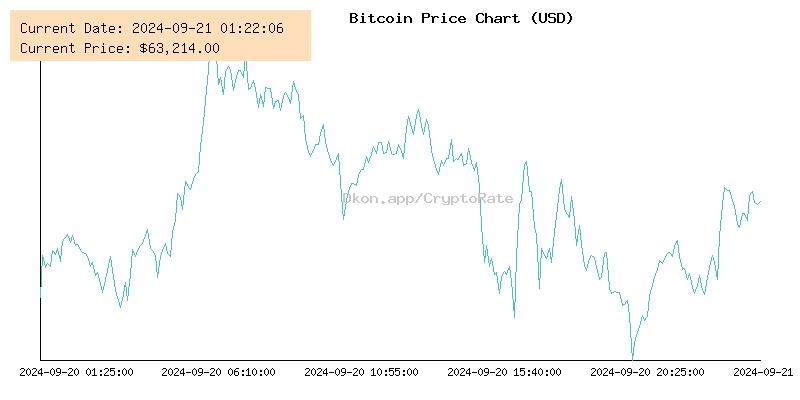 Bitcoin Price Chart (USD)
Current Date: 2024-09-21 01:22:06
Current Price: $63,214.00
Dkon.app/CryptoRate
2024-09-20 01:25:00 2024-09-20 06:10:00 2024-09-20 10:55:00 2024-09-20 15:40:00 2024-09-20 20:25:00 2024-09-21